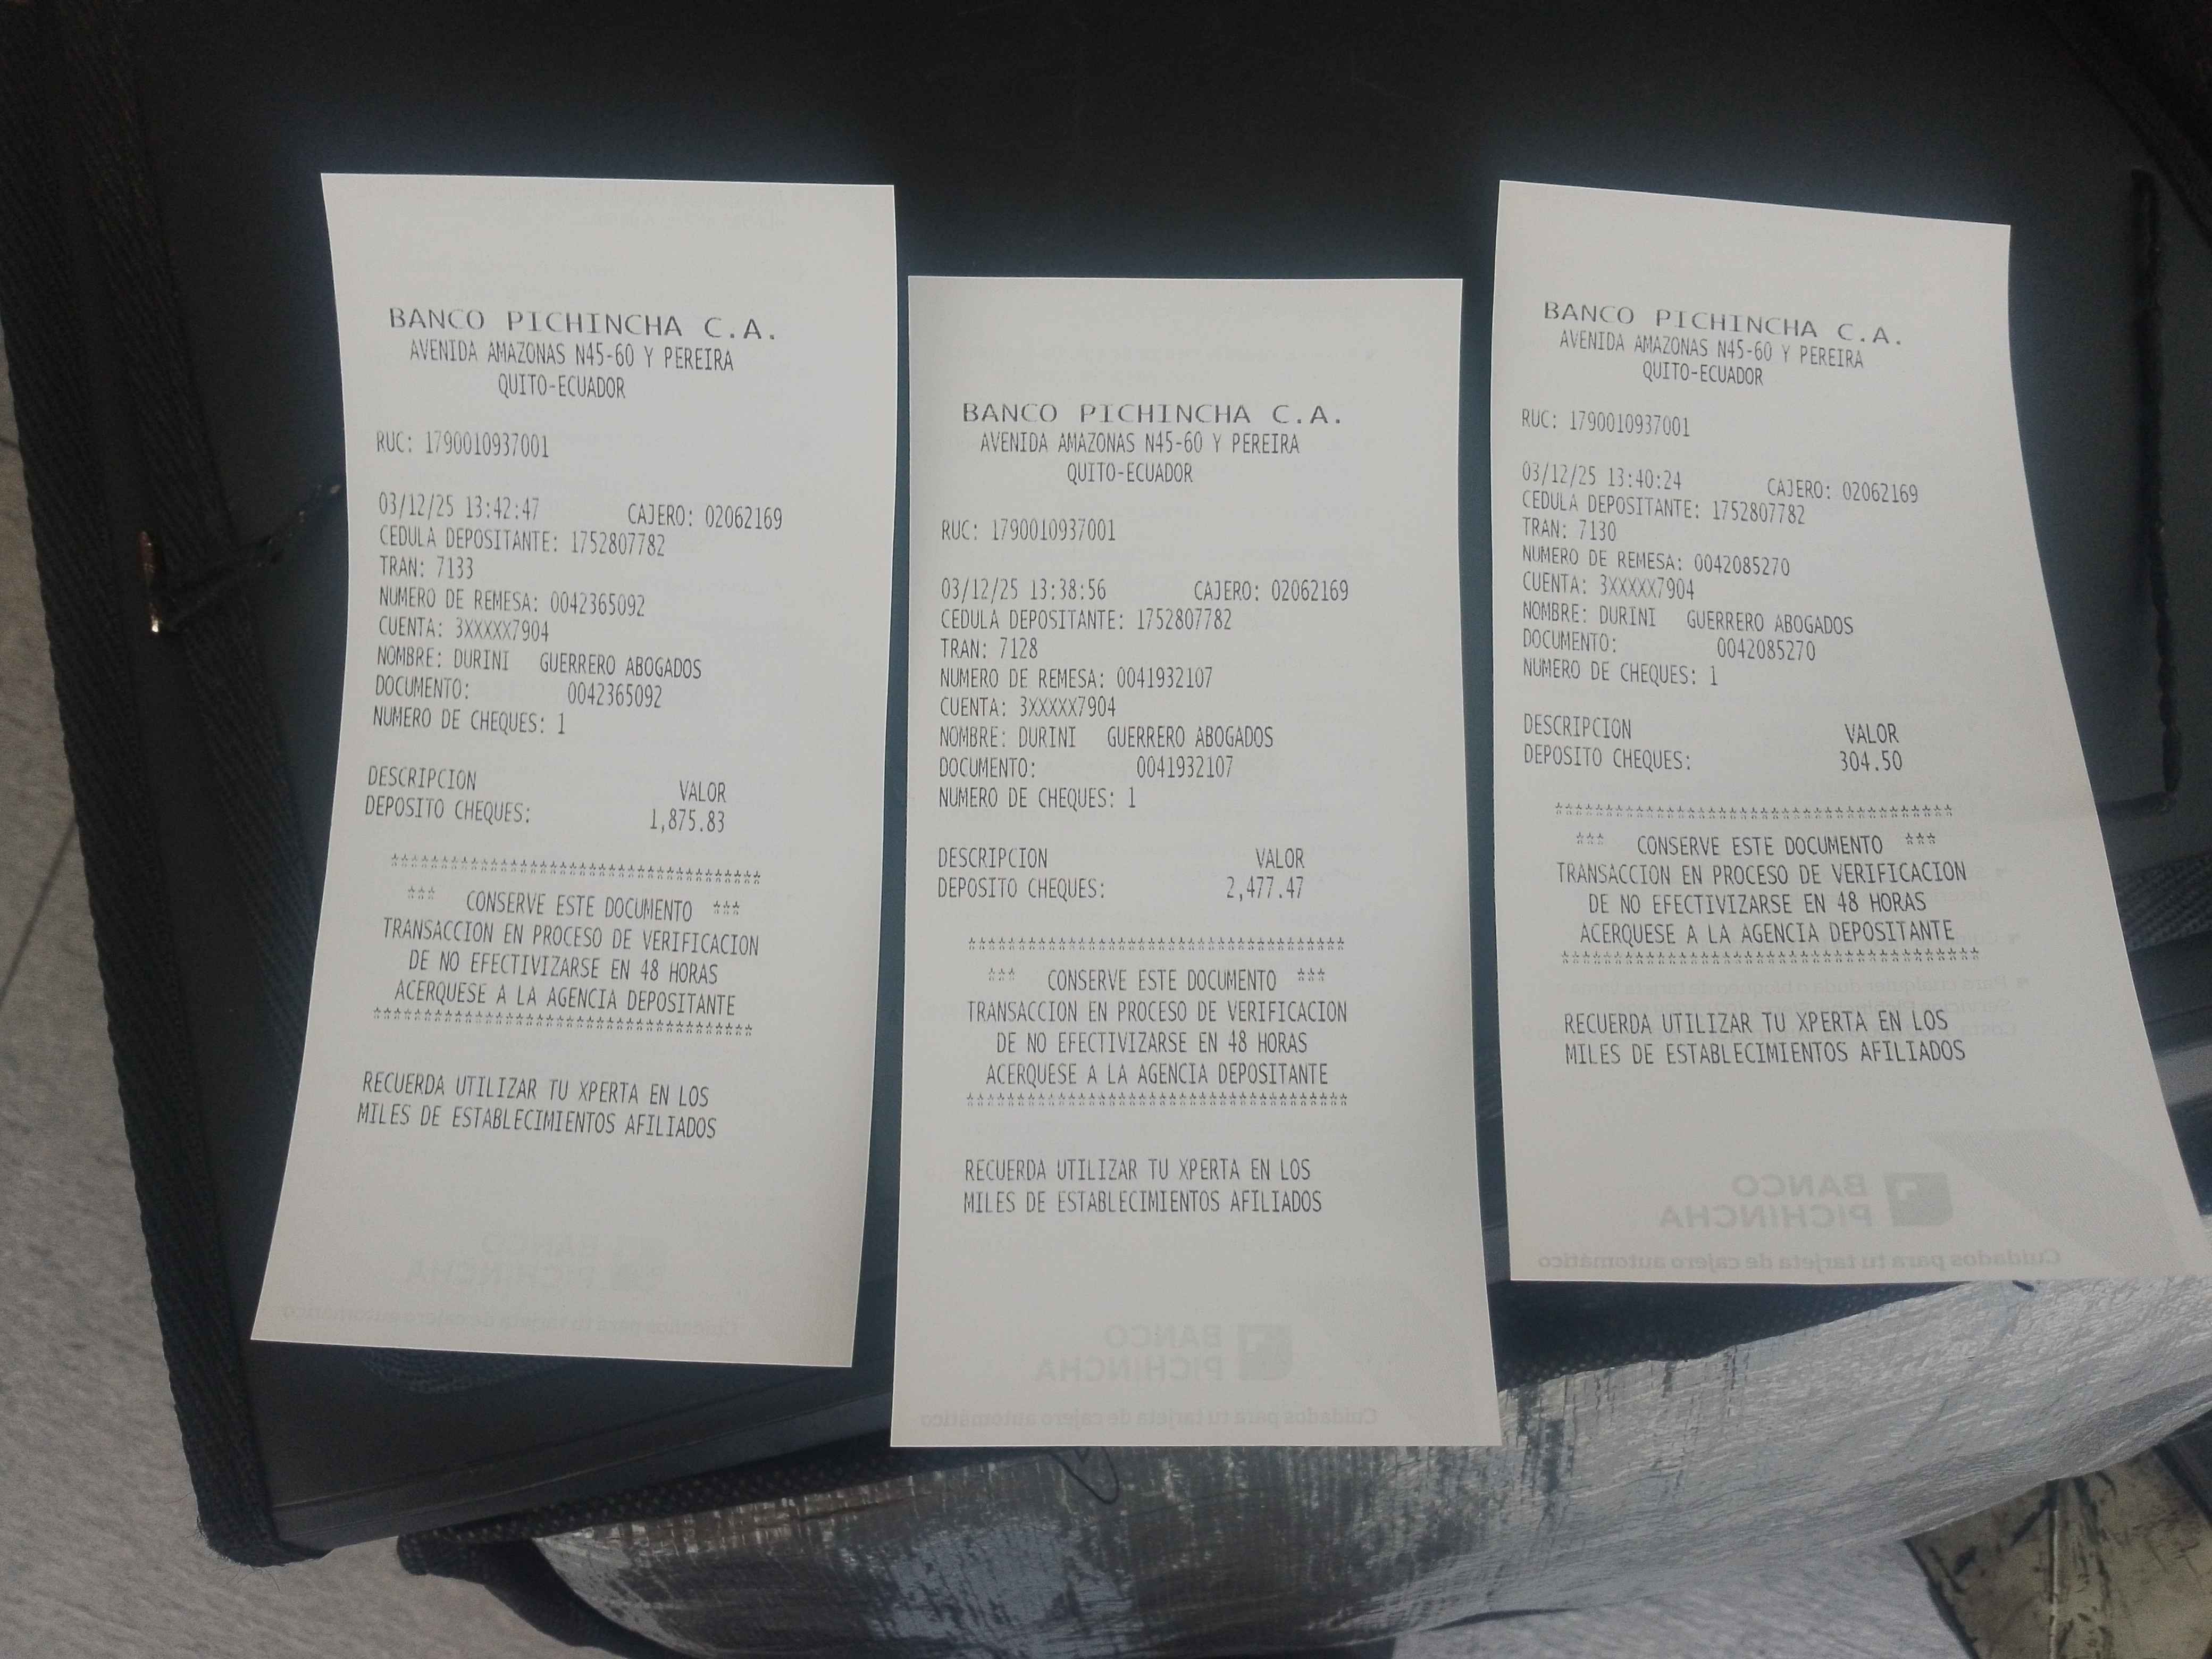 BANCO PICHINCHA C.A.
AVENIDA AMAZONAS N45-60 Y PEREIRA
QUITO-ECUADOR
RUC: 1790010937001
03/12/25 13:42:47 CAJERO: 02062169
CEDULA DEPOSITANTE: 1752807782
TRAN: 7133
NUMERO DE REMESA: 0042365092
CUENTA: 3XXXXX7904
NOMBRE: DURINI GUERRERO ABOGADOS
DOCUMENTO: 0042365092
NUMERO DE CHEQUES: 1
DESCRIPCION VALOR
DEPOSITO CHEQUES: 1,875.83
*************************************
*** CONSERVE ESTE DOCUMENTO ***
TRANSACCION EN PROCESO DE VERIFICACION
DE NO EFECTIVIZARSE EN 48 HORAS
ACERQUESE A LA AGENCIA DEPOSITANTE
*************************************
RECUERDA UTILIZAR TU XPERTA EN LOS
MILES DE ESTABLECIMIENTOS AFILIADOS
BANCO
PICHINCHA
Cuidados para tu tarjeta de cajero automático
BANCO PICHINCHA C.A.
AVENIDA AMAZONAS N45-60 Y PEREIRA
QUITO-ECUADOR
RUC: 1790010937001
03/12/25 13:38:56 CAJERO: 02062169
CEDULA DEPOSITANTE: 1752807782
TRAN: 7128
NUMERO DE REMESA: 0041932107
CUENTA: 3XXXXX7904
NOMBRE: DURINI GUERRERO ABOGADOS
DOCUMENTO: 0041932107
NUMERO DE CHEQUES: 1
DESCRIPCION VALOR
DEPOSITO CHEQUES: 2,477.47
*************************************
*** CONSERVE ESTE DOCUMENTO ***
TRANSACCION EN PROCESO DE VERIFICACION
DE NO EFECTIVIZARSE EN 48 HORAS
ACERQUESE A LA AGENCIA DEPOSITANTE
*************************************
RECUERDA UTILIZAR TU XPERTA EN LOS
MILES DE ESTABLECIMIENTOS AFILIADOS
BANCO
PICHINCHA
Cuidados para tu tarjeta de cajero automático
BANCO PICHINCHA C.A.
AVENIDA AMAZONAS N45-60 Y PEREIRA
QUITO-ECUADOR
RUC: 1790010937001
03/12/25 13:40:24 CAJERO: 02062169
CEDULA DEPOSITANTE: 1752807782
TRAN: 7130
NUMERO DE REMESA: 0042085270
CUENTA: 3XXXXX7904
NOMBRE: DURINI GUERRERO ABOGADOS
DOCUMENTO: 0042085270
NUMERO DE CHEQUES: 1
DESCRIPCION VALOR
DEPOSITO CHEQUES: 304.50
*************************************
*** CONSERVE ESTE DOCUMENTO ***
TRANSACCION EN PROCESO DE VERIFICACION
DE NO EFECTIVIZARSE EN 48 HORAS
ACERQUESE A LA AGENCIA DEPOSITANTE
*************************************
RECUERDA UTILIZAR TU XPERTA EN LOS
MILES DE ESTABLECIMIENTOS AFILIADOS
BANCO
PICHINCHA
Cuidados para tu tarjeta de cajero automático